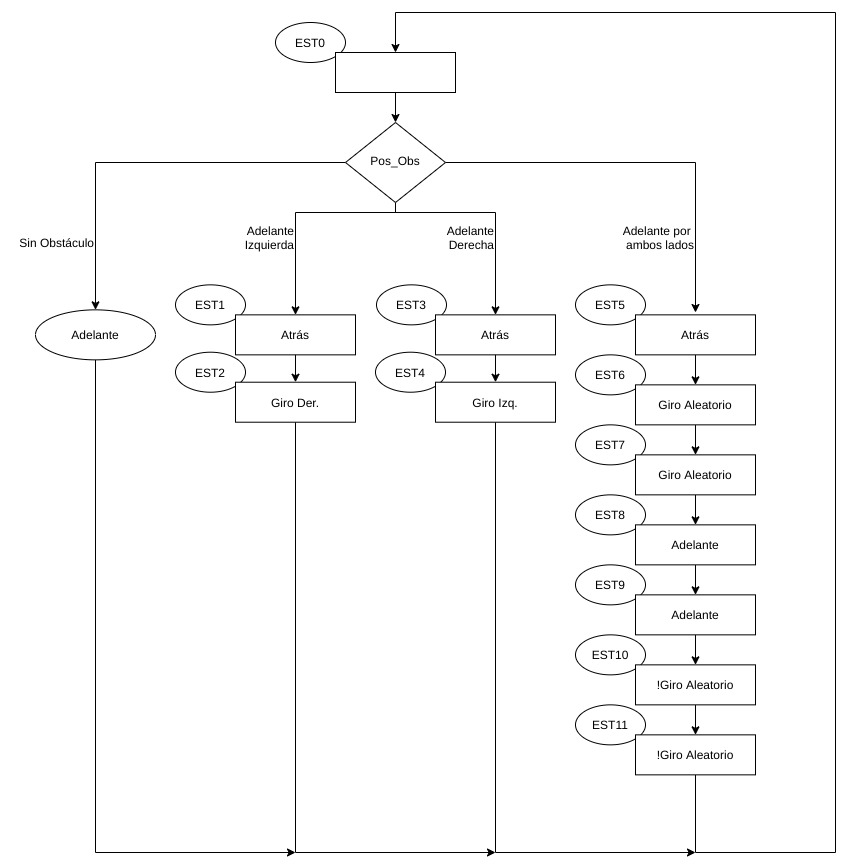 EST0
Pos_Obs
Sin Obstáculo
Adelante
Izquierda
Adelante
Derecha
Adelante por
ambos lados
Adelante
EST1
Atrás
EST2
Giro Der.
EST3
Atrás
EST4
Giro Izq.
EST5
Atrás
EST6
Giro Aleatorio
EST7
Giro Aleatorio
EST8
Adelante
EST9
Adelante
EST10
!Giro Aleatorio
EST11
!Giro Aleatorio